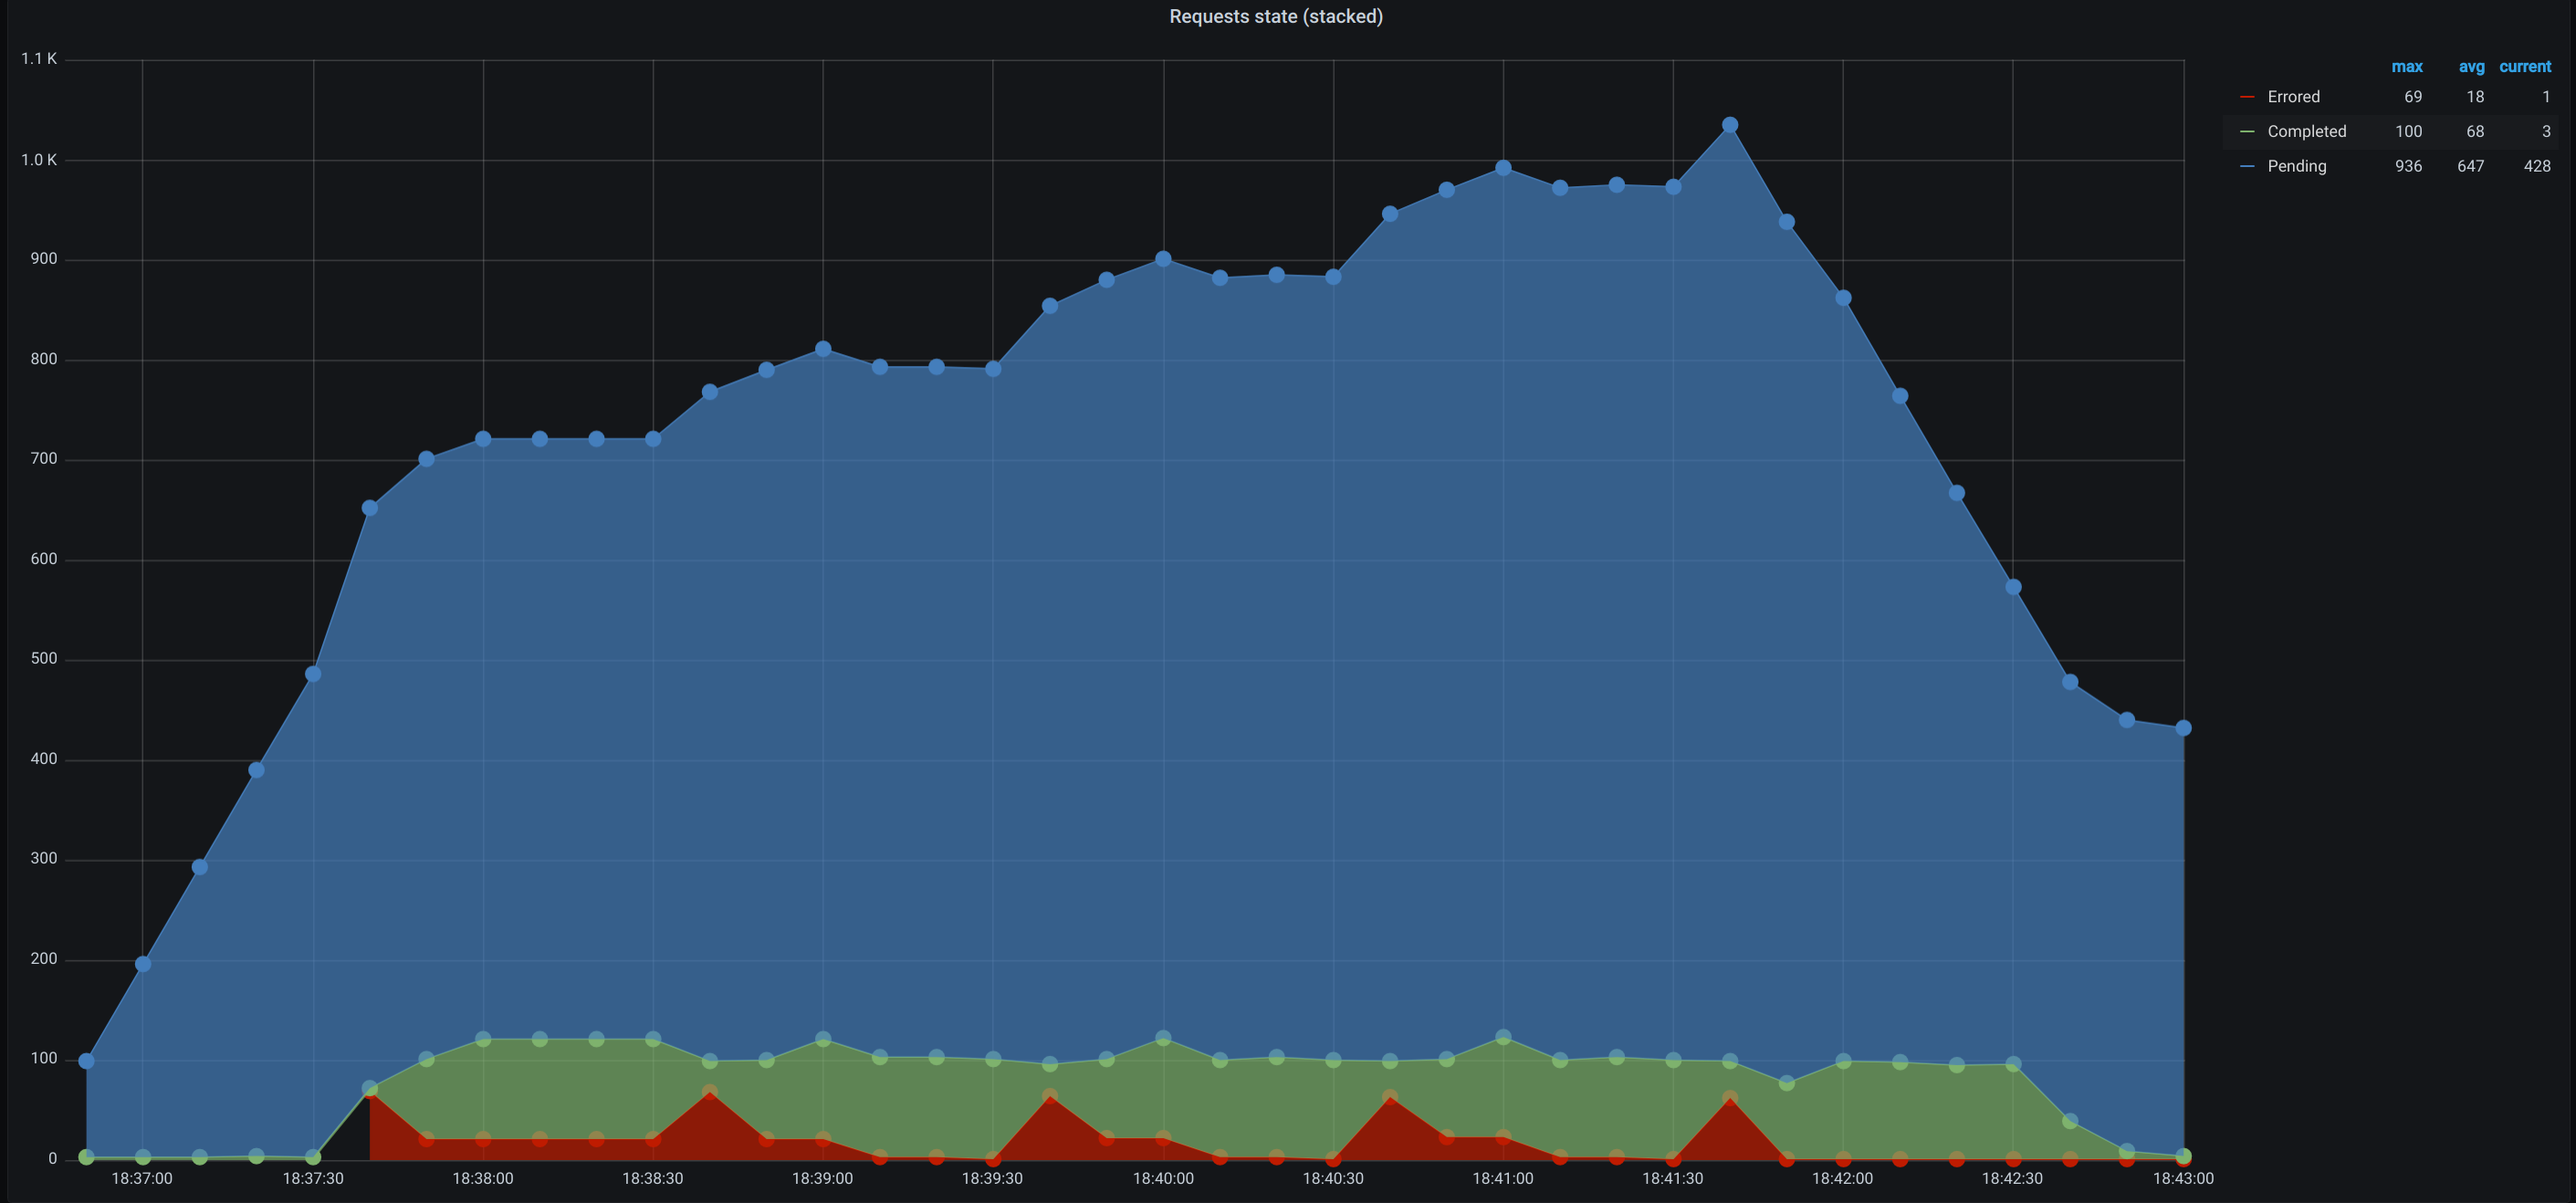 Requests state (stacked)
1.1 K
1.0 K
900
800
700
600
500
400
300
200
100
0
18:37:00 18:37:30 18:38:00 18:38:30 18:39:00 18:39:30 18:40:00 18:40:30 18:41:00 18:41:30 18:42:00 18:42:30 18:43:00
max avg current
Errored 69 18 1
Completed 100 68 3
Pending 936 647 428